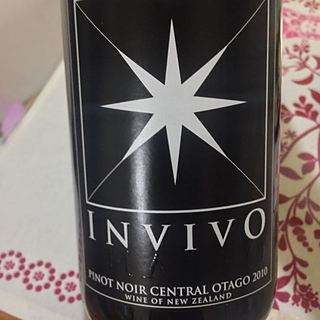 INVIVO
PINOT NOIR CENTRAL OTAGO 2010
WINE OF NEW ZEALAND